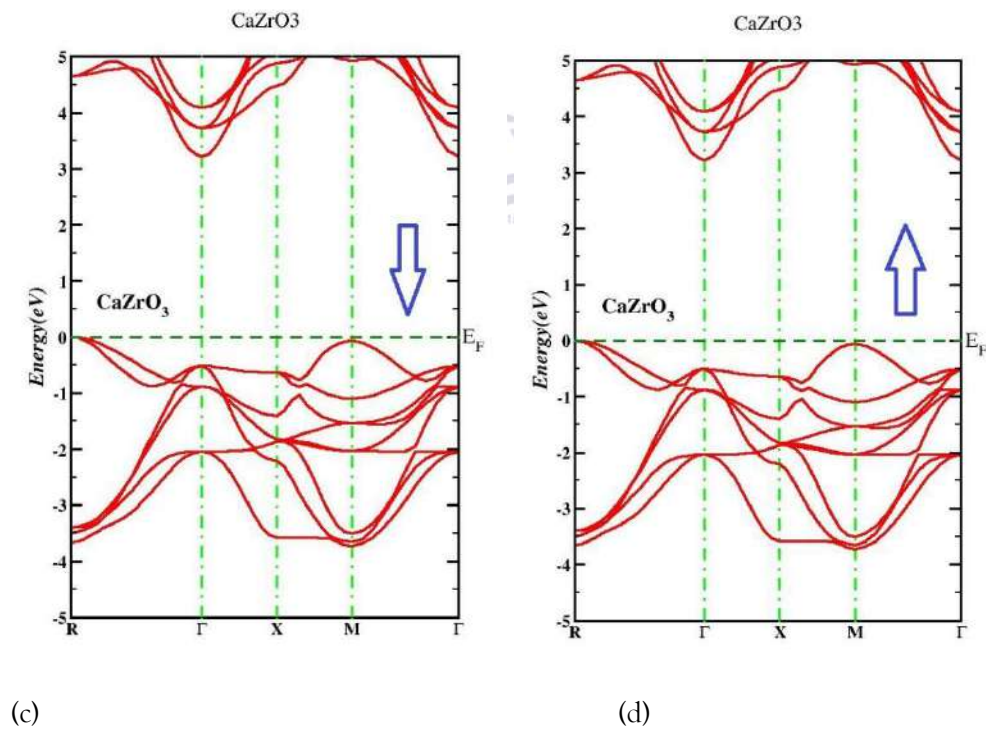 CaZrO3
5
4
3
2
1
0
-1
-2
-3
-4
-5
Energy(eV)
CaZrO₃
E_F
R Γ X M Γ
(c)
CaZrO3
5
4
3
2
1
0
-1
-2
-3
-4
-5
Energy(eV)
CaZrO₃
E_F
R Γ X M Γ
(d)